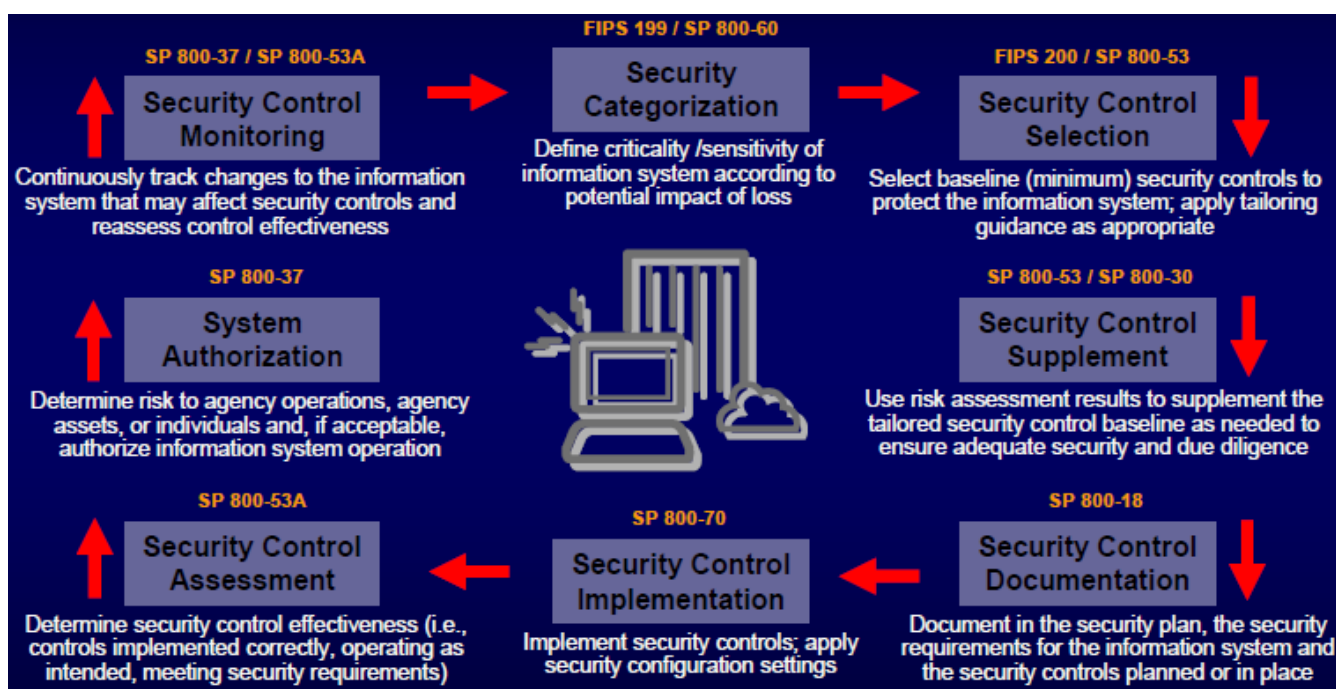 FIPS 199 / SP 800-60
Security
Categorization
Define criticality /sensitivity of
information system according to
potential impact of loss
FIPS 200 / SP 800-53
Security Control
Selection
Select baseline (minimum) security controls to
protect the information system; apply tailoring
guidance as appropriate
SP 800-53 / SP 800-30
Security Control
Supplement
Use risk assessment results to supplement the
tailored security control baseline as needed to
ensure adequate security and due diligence
SP 800-18
Security Control
Documentation
Document in the security plan, the security
requirements for the information system and
the security controls planned or in place
SP 800-70
Security Control
Implementation
Implement security controls; apply
security configuration settings
SP 800-53A
Security Control
Assessment
Determine security control effectiveness (i.e.,
controls implemented correctly, operating as
intended, meeting security requirements)
SP 800-37
System
Authorization
Determine risk to agency operations, agency
assets, or individuals and, if acceptable,
authorize information system operation
SP 800-37 / SP 800-53A
Security Control
Monitoring
Continuously track changes to the information
system that may affect security controls and
reassess control effectiveness